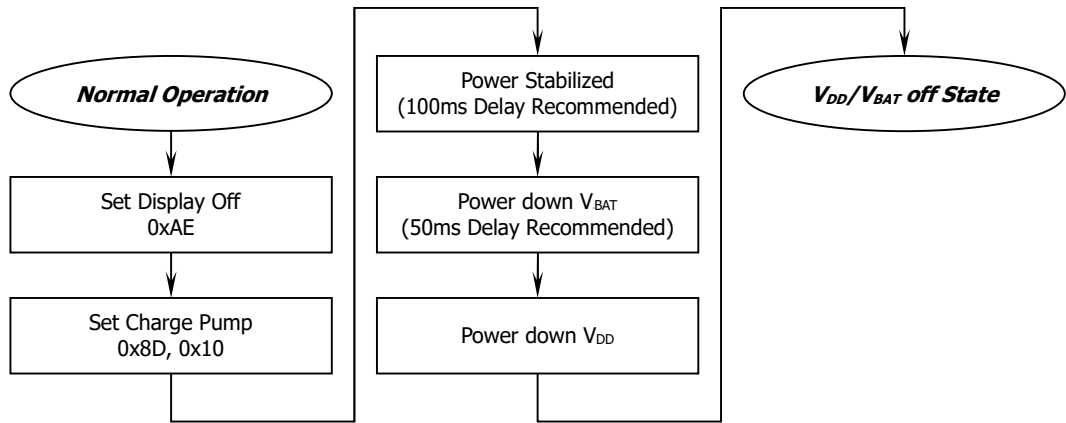 Normal Operation
Set Display Off
0xAE
Set Charge Pump
0x8D, 0x10
Power Stabilized
(100ms Delay Recommended)
Power down VBAT
(50ms Delay Recommended)
Power down VDD
VDD/VBAT off State